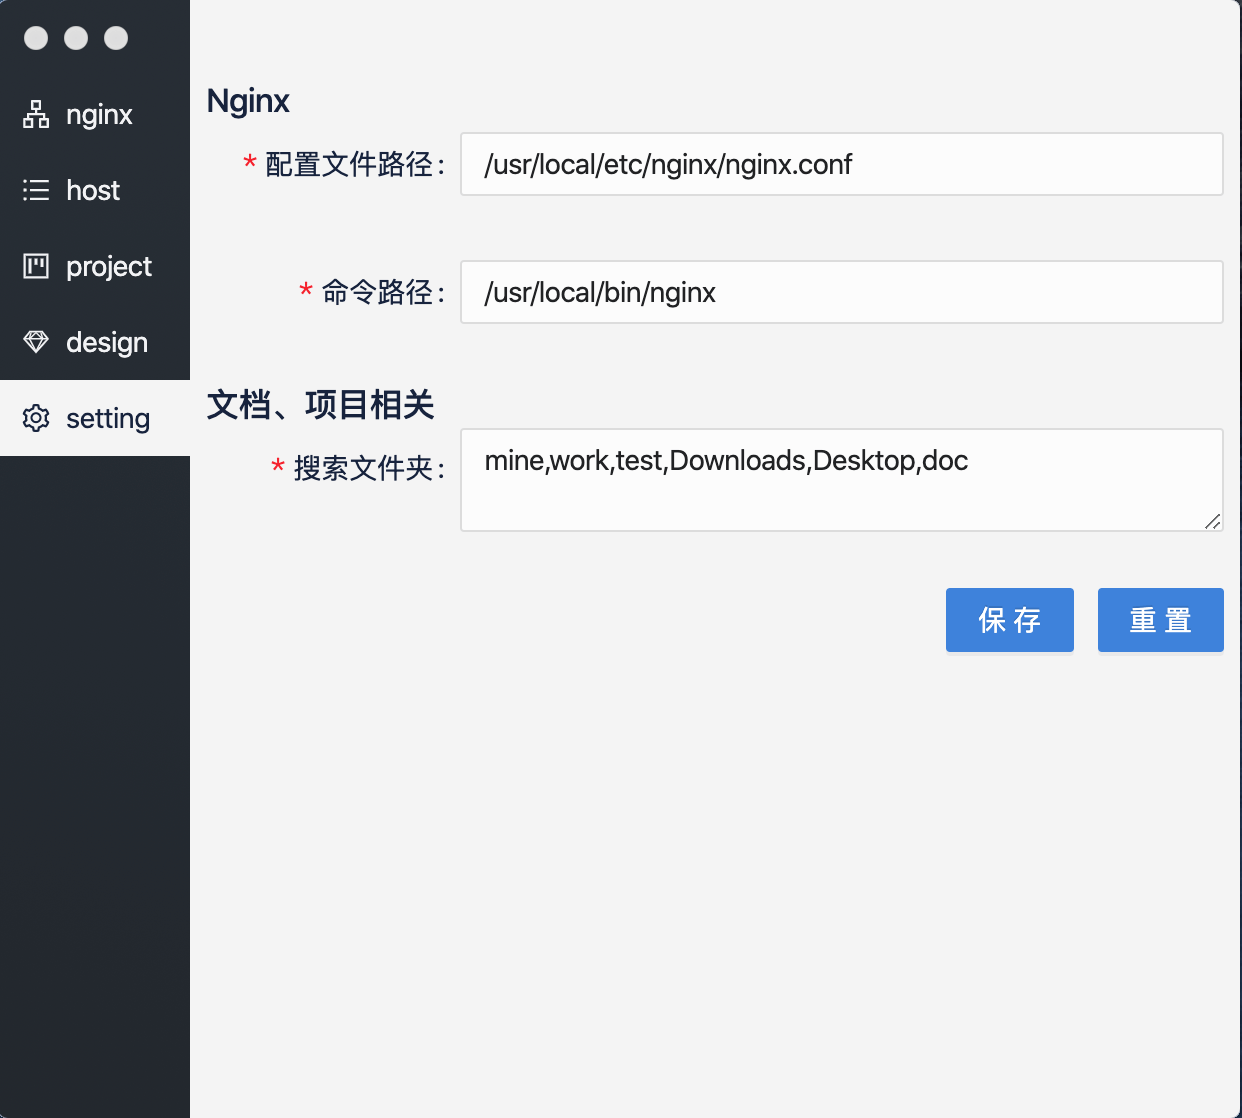 nginx
host
project
design
setting
Nginx
* 配置文件路径:
/usr/local/etc/nginx/nginx.conf
* 命令路径:
/usr/local/bin/nginx
文档、项目相关
* 搜索文件夹:
mine,work,test,Downloads,Desktop,doc
保 存
重 置